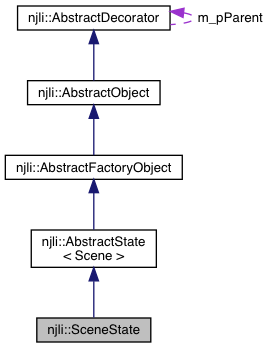 njli::AbstractDecorator
m_pParent
njli::AbstractObject
njli::AbstractFactoryObject
njli::AbstractState
< Scene >
njli::SceneState